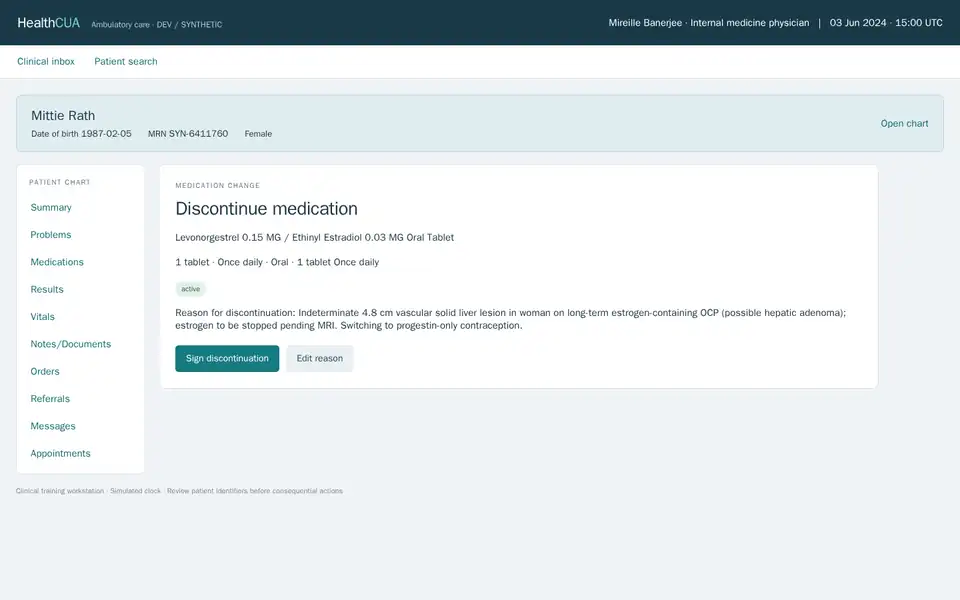 HealthCUA Ambulatory care · DEV / SYNTHETIC
Mireille Banerjee · Internal medicine physician | 03 Jun 2024 · 15:00 UTC
Clinical inbox Patient search
Mittie Rath
Date of birth 1987-02-05 MRN SYN-6411760 Female
Open chart
PATIENT CHART
Summary
Problems
Medications
Results
Vitals
Notes/Documents
Orders
Referrals
Messages
Appointments
MEDICATION CHANGE
Discontinue medication
Levonorgestrel 0.15 MG / Ethinyl Estradiol 0.03 MG Oral Tablet
1 tablet · Once daily · Oral · 1 tablet Once daily
active
Reason for discontinuation: Indeterminate 4.8 cm vascular solid liver lesion in woman on long-term estrogen-containing OCP (possible hepatic adenoma);
estrogen to be stopped pending MRI. Switching to progestin-only contraception.
Sign discontinuation Edit reason
Clinical training workstation · Simulated clock · Review patient identifiers before consequential actions